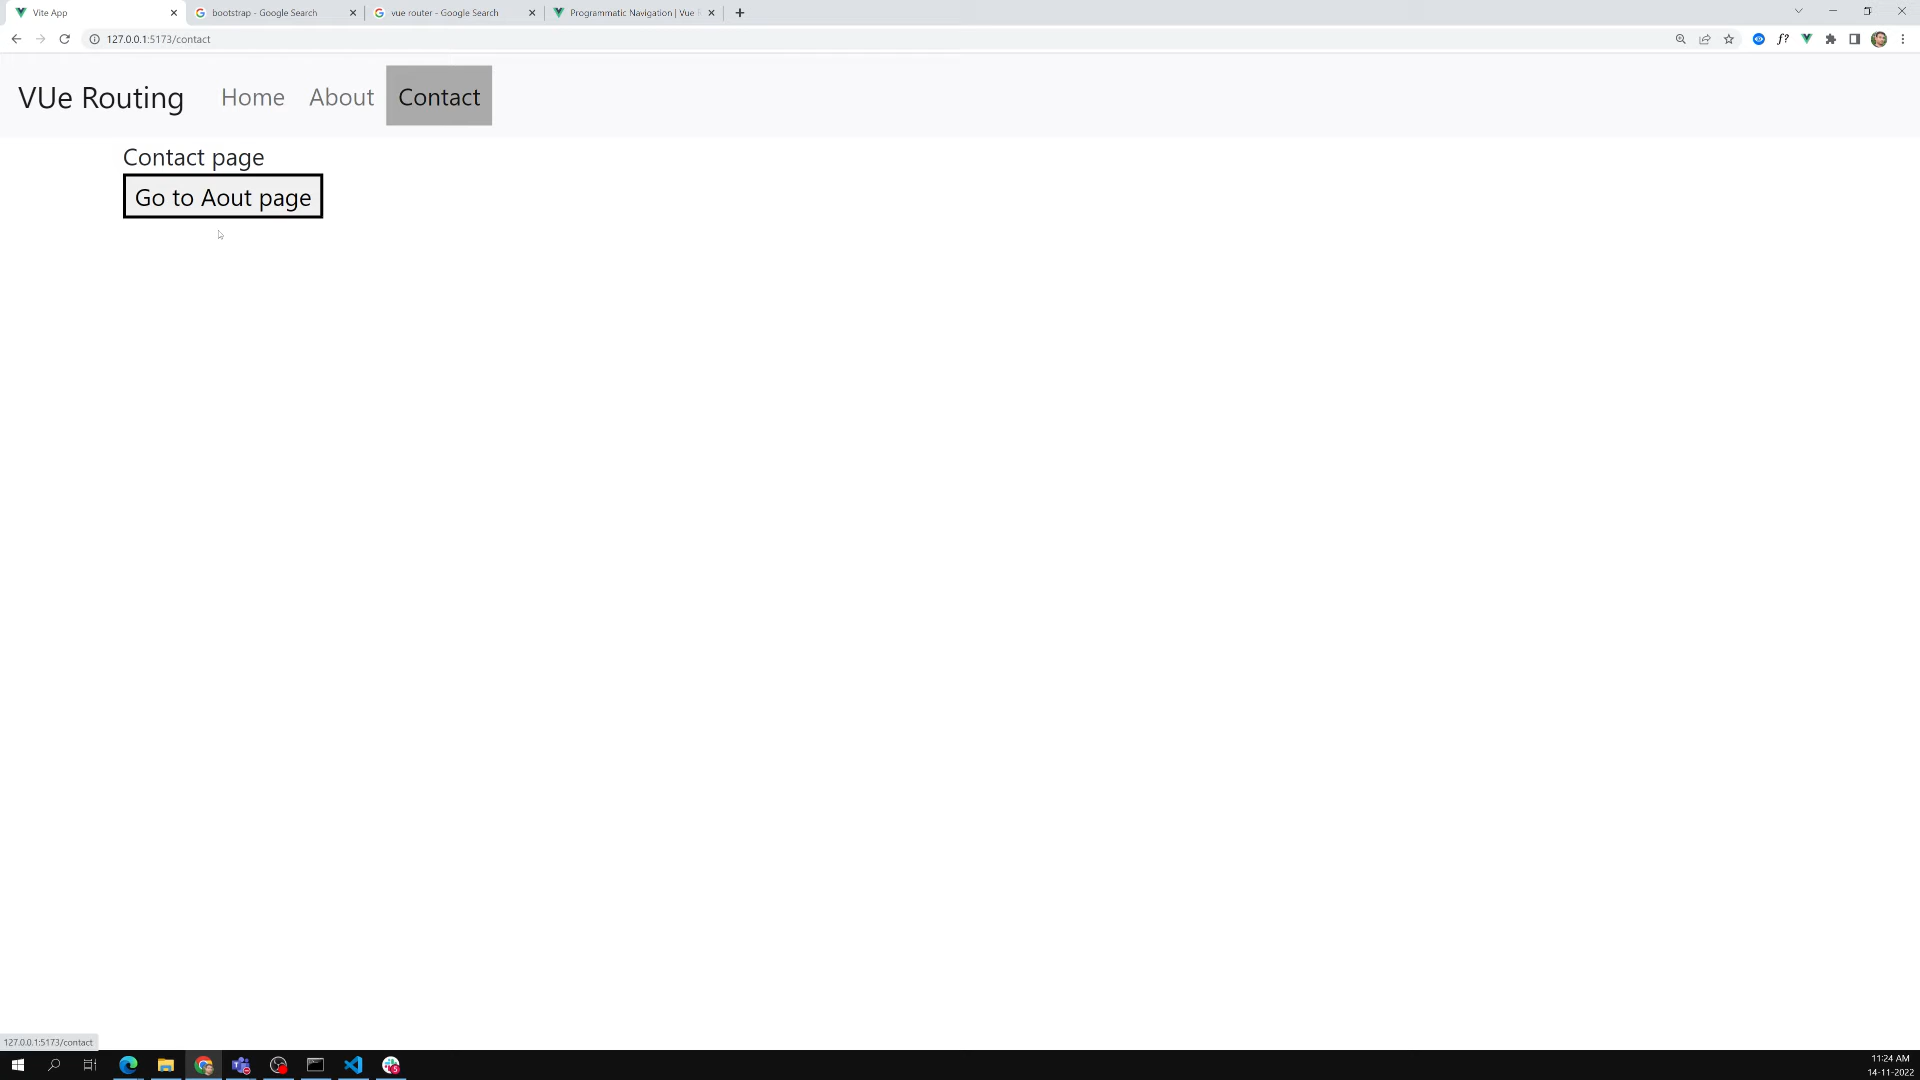 Vite App
bootstrap - Google Search
vue router - Google Search
Programmatic Navigation | Vue
127.0.0.1:5173/contact
f?
VUe Routing
Home
About
Contact
Contact page
Go to Aout page
127.0.0.1:5173/contact
11:24 AM
14-11-2022